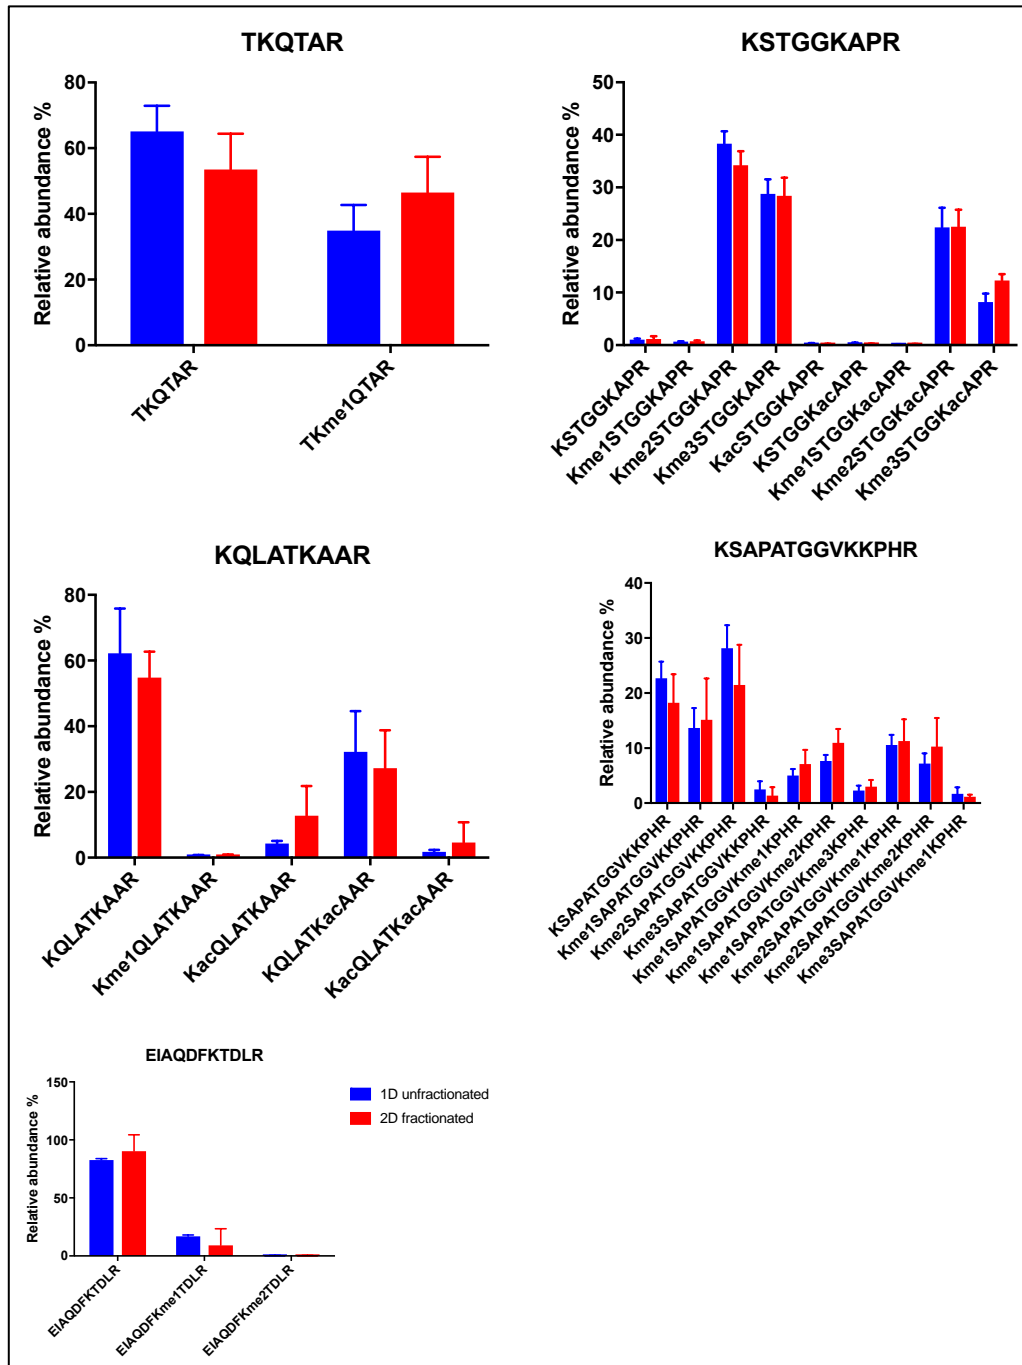 TKQTAR
Relative abundance %
80
60
40
20
0
TKQTAR
TKme1QTAR
KSTGGKAPR
Relative abundance %
50
40
30
20
10
0
KSTGGKAPR
Kme1STGGKAPR
Kme2STGGKAPR
Kme3STGGKAPR
KacSTGGKAPR
KSTGGKacAPR
Kme1STGGKacAPR
Kme2STGGKacAPR
Kme3STGGKacAPR
KQLATKAAR
Relative abundance %
80
60
40
20
0
KQLATKAAR
Kme1QLATKAAR
KacQLATKAAR
KQLATKacAAR
KacQLATKacAAR
KSAPATGGVKKPHR
Relative abundance %
40
30
20
10
0
KSAPATGGVKKPHR
Kme1SAPATGGVKKPHR
Kme2SAPATGGVKKPHR
Kme3SAPATGGVKKPHR
Kme1SAPATGGVKme1KPHR
Kme1SAPATGGVKme2KPHR
Kme1SAPATGGVKme3KPHR
Kme2SAPATGGVKme1KPHR
Kme2SAPATGGVKme2KPHR
Kme3SAPATGGVKme1KPHR
EIAQDFKTDLR
Relative abundance %
150
100
50
0
EIAQDFKTDLR
EIAQDFKme1TDLR
EIAQDFKme2TDLR
1D unfractionated
2D fractionated